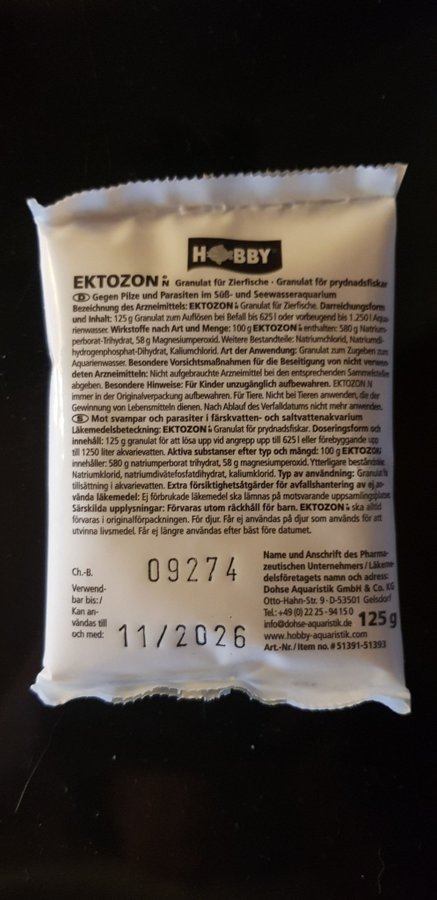 HOBBY
EKTOZON® N Granulat für Zierfische · Granulat för prydnadsfiskar
D Gegen Pilze und Parasiten im Süß- und Seewasseraquarium
Bezeichnung des Arzneimittels: EKTOZON® N Granulat für Zierfische. Darreichungsform
und Inhalt: 125 g Granulat zum Auflösen bei Befall bis 625 l oder vorbeugend bis 1.250 l Aqua-
rienwasser. Wirkstoffe nach Art und Menge: 100 g EKTOZON® N enthalten: 580 g Natrium-
perborat-Trihydrat, 58 g Magnesiumperoxid. Weitere Bestandteile: Natriumchlorid, Natriumdi-
hydrogenphosphat-Dihydrat, Kaliumchlorid. Art der Anwendung: Granulat zum Zugeben zum
Aquarienwasser. Besondere Vorsichtsmaßnahmen für die Beseitigung von nicht verwen-
deten Arzneimitteln: Nicht aufgebrauchte Arzneimittel bei den entsprechenden Sammelstellen
abgeben. Besondere Hinweise: Für Kinder unzugänglich aufbewahren. EKTOZON N
immer in der Originalverpackung aufbewahren. Für Tiere. Nicht bei Tieren anwenden, die der
Gewinnung von Lebensmitteln dienen. Nach Ablauf des Verfalldatums nicht mehr anwenden.
S Mot svampar och parasiter i färskvatten- och saltvattenakvarium
Läkemedelsbeteckning: EKTOZON® N Granulat för prydnadsfiskar. Doseringsform och
innehåll: 125 g granulat för att lösa upp vid angrepp upp till 625 l eller förebyggande upp
till 1250 liter akvarievatten. Aktiva substanser efter typ och mängd: 100 g EKTOZON
innehåller: 580 g natriumperborat trihydrat, 58 g magnesiumperoxid. Ytterligare beståndsdelar:
Natriumklorid, natriumdivätefosfatdihydrat, kaliumklorid. Typ av användning: Granulat för
tillsättning i akvarievatten. Extra försiktighetsåtgärder för avfallshantering av ej an-
vända läkemedel: Ej förbrukade läkemedel ska lämnas på motsvarande uppsamlingsplatser.
Särskilda upplysningar: Förvaras utom räckhåll för barn. EKTOZON® N ska alltid
förvaras i originalförpackningen. För djur. Får ej användas på djur som används för att
utvinna livsmedel. Får ej längre användas efter bäst före datumet.
Name und Anschrift des Pharma-
zeutischen Unternehmers / Läkeme-
delsföretagets namn och adress:
Dohse Aquaristik GmbH & Co. KG
Otto-Hahn-Str. 9 · D-53501 Gelsdorf
Tel.: +49 (0) 22 25 - 94 15 0
info@dohse-aquaristik.de
www.hobby-aquaristik.com
Art.-Nr. / Item no. # 51391-51393
125 g
Ch.-B. 09274
Verwend-
bar bis: /
Kan an-
vändas till
och med: 11/2026